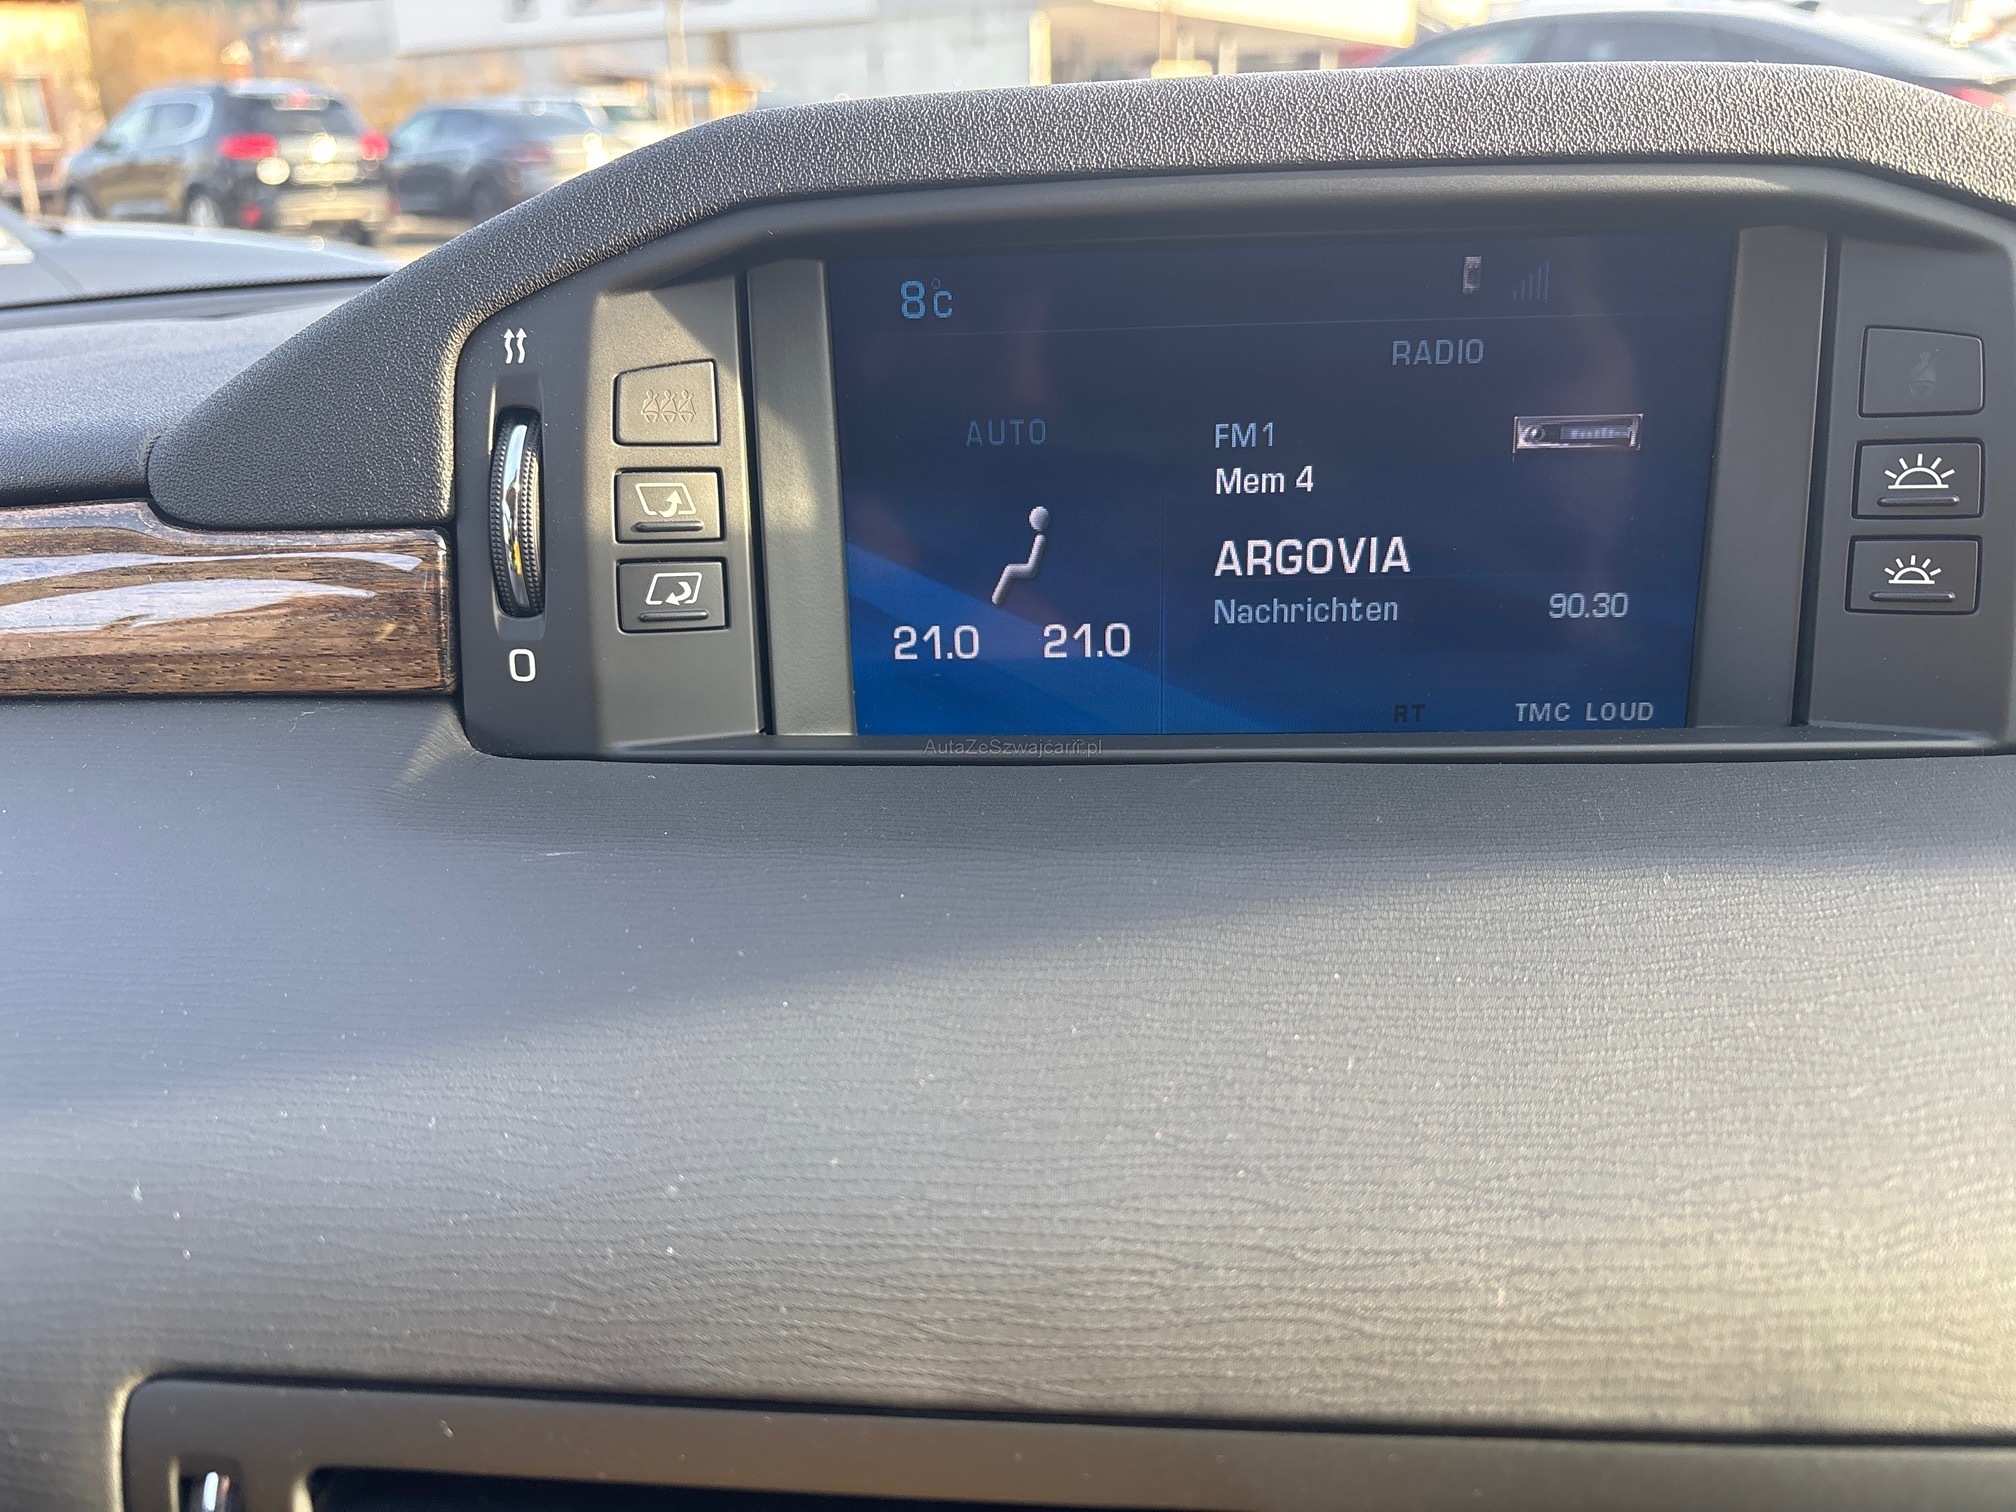 8°C
RADIO
AUTO
FM1
Mem 4
ARGOVIA
Nachrichten 90.30
21.0 21.0
0
RT TMC LOUD
AutaZeSzwajcarii.pl